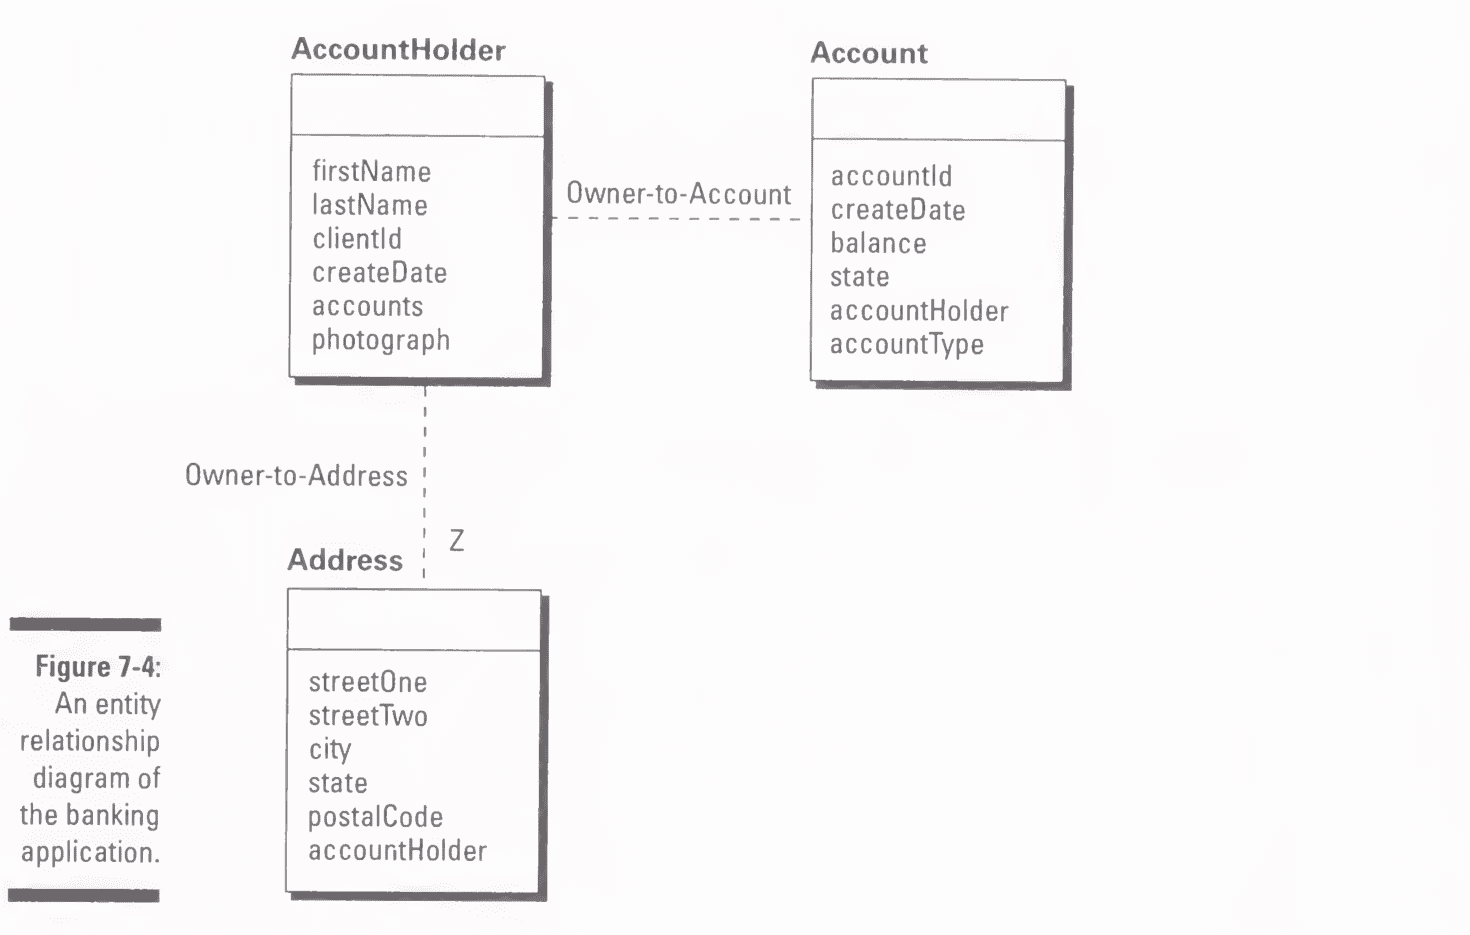 AccountHolder
firstName
lastName
clientId
createDate
accounts
photograph
Owner-to-Account
Account
accountId
createDate
balance
state
accountHolder
accountType
Owner-to-Address
Z
Address
streetOne
streetTwo
city
state
postalCode
accountHolder
Figure 7-4:
An entity
relationship
diagram of
the banking
application.